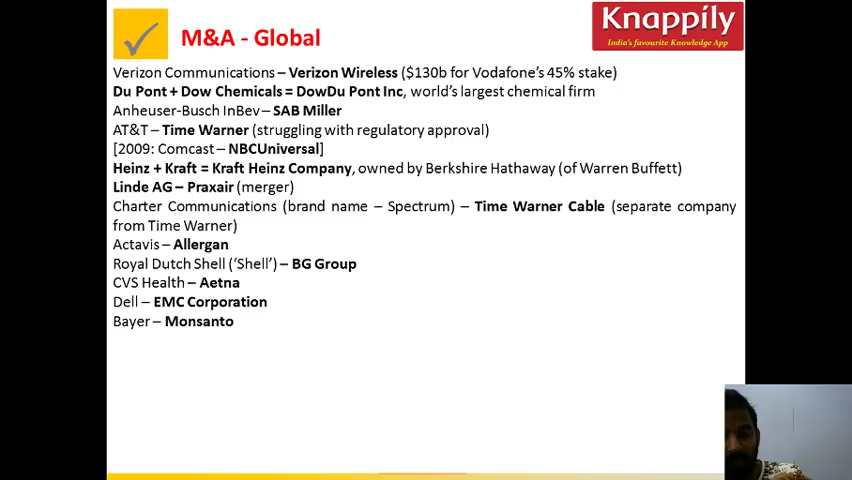 M&A - Global
Knappily
India's favourite Knowledge App
Verizon Communications – Verizon Wireless ($130b for Vodafone's 45% stake)
Du Pont + Dow Chemicals = DowDu Pont Inc, world's largest chemical firm
Anheuser-Busch InBev – SAB Miller
AT&T – Time Warner (struggling with regulatory approval)
[2009: Comcast – NBCUniversal]
Heinz + Kraft = Kraft Heinz Company, owned by Berkshire Hathaway (of Warren Buffett)
Linde AG – Praxair (merger)
Charter Communications (brand name – Spectrum) – Time Warner Cable (separate company
from Time Warner)
Actavis – Allergan
Royal Dutch Shell ('Shell') – BG Group
CVS Health – Aetna
Dell – EMC Corporation
Bayer – Monsanto